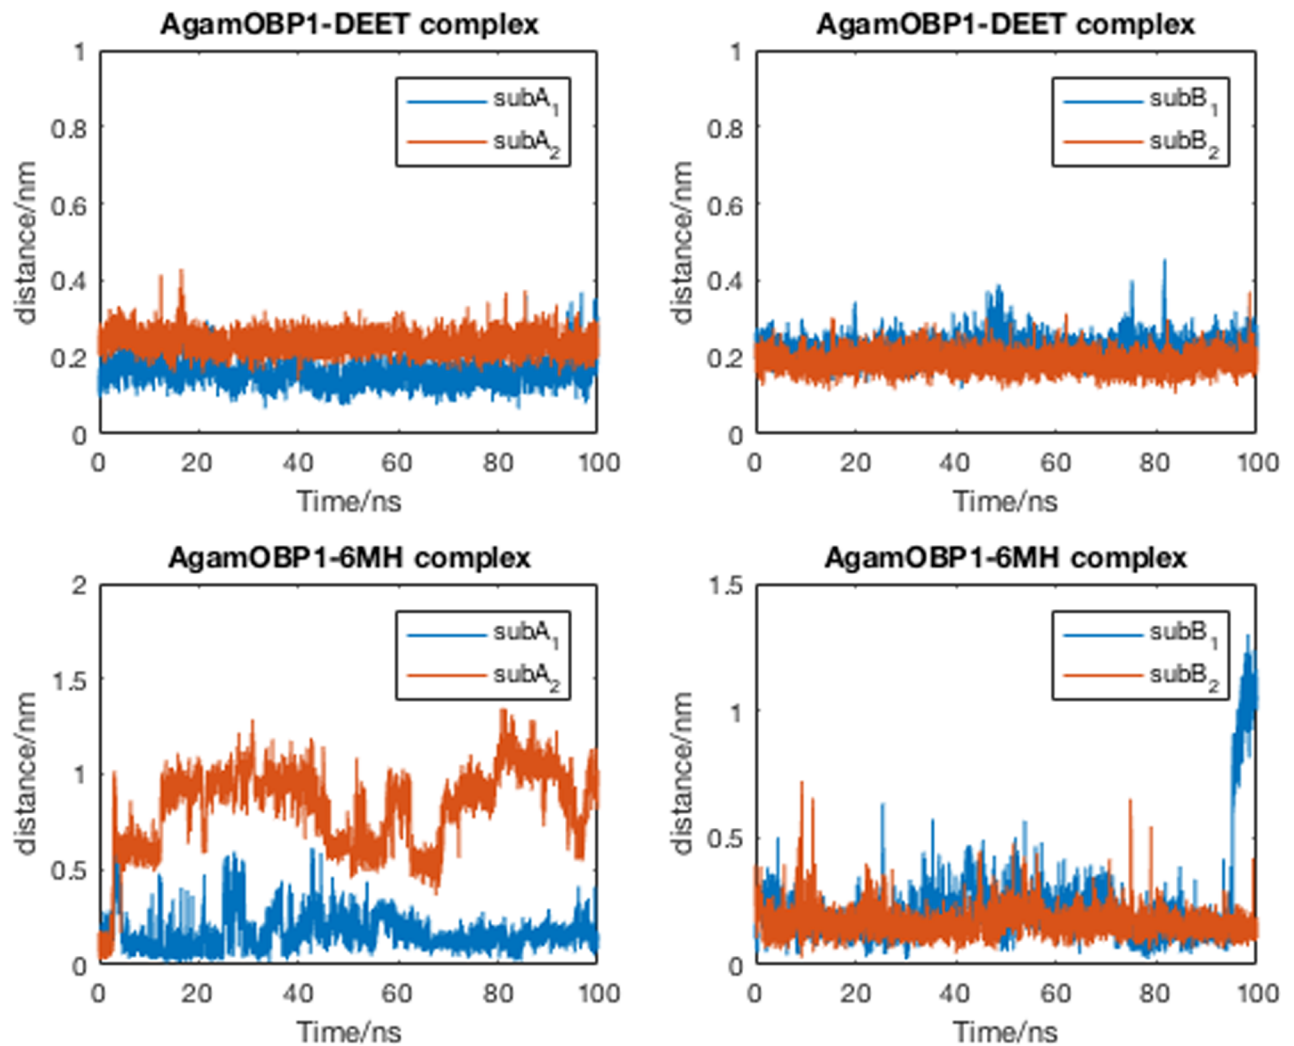 AgamOBP1-DEET complex
1
0.8
0.6
0.4
0.2
0
distance/nm
subA1
subA2
0 20 40 60 80 100
Time/ns
AgamOBP1-DEET complex
1
0.8
0.6
0.4
0.2
0
distance/nm
subB1
subB2
0 20 40 60 80 100
Time/ns
AgamOBP1-6MH complex
2
1.5
1
0.5
0
distance/nm
subA1
subA2
0 20 40 60 80 100
Time/ns
AgamOBP1-6MH complex
1.5
1
0.5
0
distance/nm
subB1
subB2
0 20 40 60 80 100
Time/ns